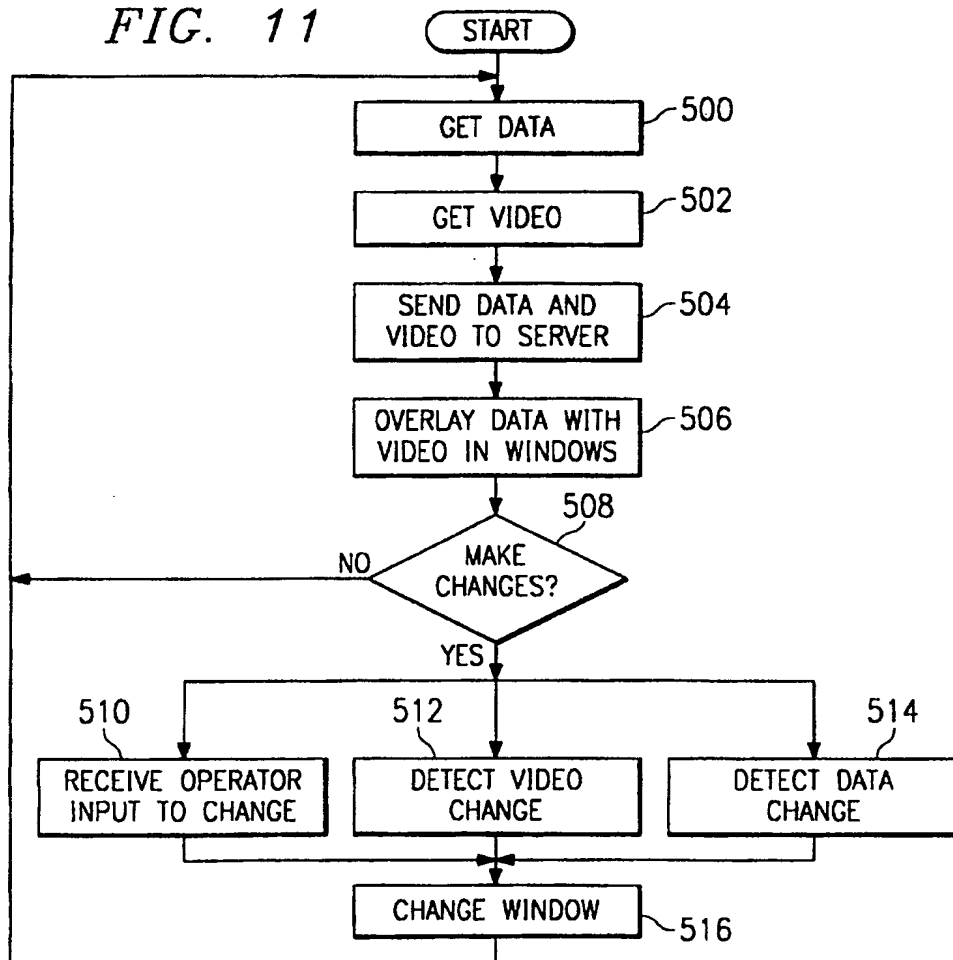 FIG. 11
START
GET DATA
500
GET VIDEO
502
SEND DATA AND
VIDEO TO SERVER
504
OVERLAY DATA WITH
VIDEO IN WINDOWS
506
508
MAKE
CHANGES?
NO
YES
510
RECEIVE OPERATOR
INPUT TO CHANGE
512
DETECT VIDEO
CHANGE
514
DETECT DATA
CHANGE
CHANGE WINDOW
516